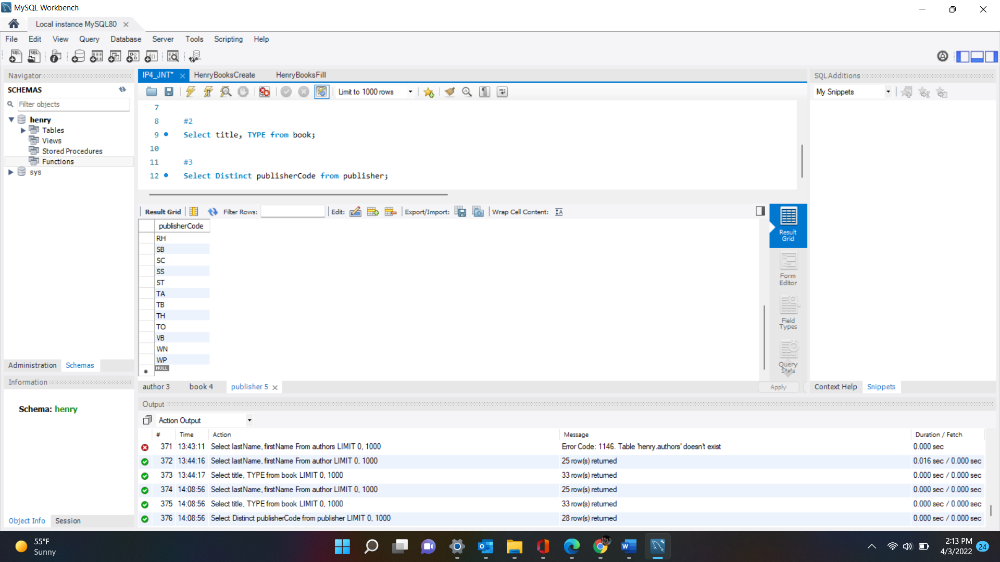 MySQL Workbench
Local instance MySQL80
File Edit View Query Database Server Tools Scripting Help
Navigator
SCHEMAS
Filter objects
henry
Tables
Views
Stored Procedures
Functions
sys
Administration Schemas
Information
Schema: henry
Object Info Session
IP4_JNT* HenryBooksCreate HenryBooksFill
Limit to 1000 rows
7
8 #2
9 Select title, TYPE from book;
10
11 #3
12 Select Distinct publisherCode from publisher;
Result Grid Filter Rows: Edit: Export/Import: Wrap Cell Content:
publisherCode
RH
SB
SC
SS
ST
TA
TB
TH
TO
VB
WN
WP
NULL
Result
Grid
Form
Editor
Field
Types
Query
Stats
author 3 book 4 publisher 5 Apply
SQLAdditions
My Snippets
Context Help Snippets
Output
Action Output
# Time Action Message Duration / Fetch
371 13:43:11 Select lastName, firstName From authors LIMIT 0, 1000 Error Code: 1146. Table 'henry.authors' doesn't exist 0.000 sec
372 13:44:16 Select lastName, firstName From author LIMIT 0, 1000 25 row(s) returned 0.016 sec / 0.000 sec
373 13:44:17 Select title, TYPE from book LIMIT 0, 1000 33 row(s) returned 0.000 sec / 0.000 sec
374 14:08:56 Select lastName, firstName From author LIMIT 0, 1000 25 row(s) returned 0.000 sec / 0.000 sec
375 14:08:56 Select title, TYPE from book LIMIT 0, 1000 33 row(s) returned 0.000 sec / 0.000 sec
376 14:08:56 Select Distinct publisherCode from publisher LIMIT 0, 1000 28 row(s) returned 0.000 sec / 0.000 sec
55°F
Sunny
2:13 PM
4/3/2022
24